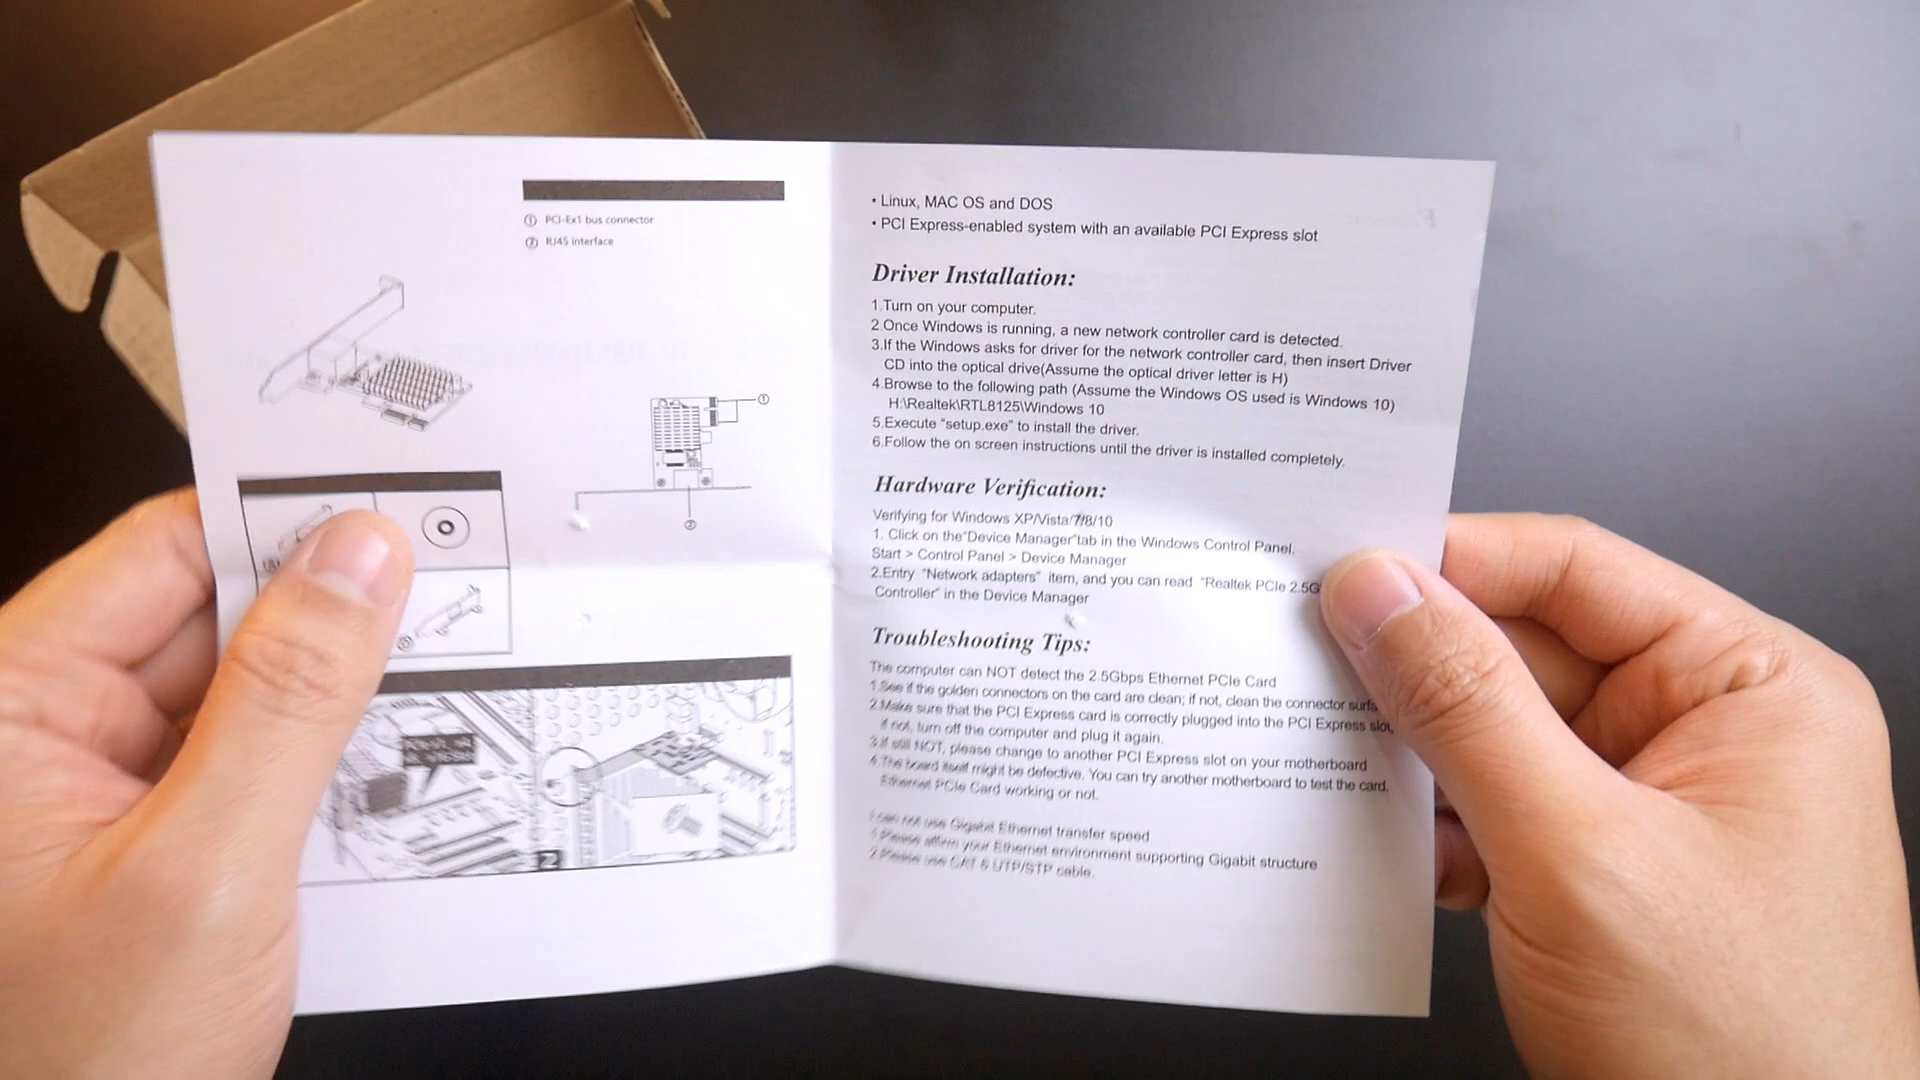 ① PCI-Ex1 bus connector
② RJ45 interface
①
②
2
• Linux, MAC OS and DOS
• PCI Express-enabled system with an available PCI Express slot
Driver Installation:
1.Turn on your computer.
2.Once Windows is running, a new network controller card is detected.
3.If the Windows asks for driver for the network controller card, then insert Driver
CD into the optical drive(Assume the optical driver letter is H)
4.Browse to the following path (Assume the Windows OS used is Windows 10)
H:\Realtek\RTL8125\Windows 10
5.Execute "setup.exe" to install the driver.
6.Follow the on screen instructions until the driver is installed completely.
Hardware Verification:
Verifying for Windows XP/Vista/7/8/10
1. Click on the"Device Manager"tab in the Windows Control Panel.
Start > Control Panel > Device Manager
2.Entry "Network adapters" item, and you can read "Realtek PCIe 2.5G
Controller" in the Device Manager
Troubleshooting Tips:
The computer can NOT detect the 2.5Gbps Ethernet PCIe Card
1.See if the golden connectors on the card are clean; if not, clean the connector
2.Make sure that the PCI Express card is correctly plugged into the PCI Express slot,
if not, turn off the computer and plug it again.
3.If still NOT, please change to another PCI Express slot on your motherboard
4.The board itself might be defective. You can try another motherboard to test the card.
Ethernet PCIe Card working or not.
I can not use Gigabit Ethernet transfer speed
1.Please affirm your Ethernet environment supporting Gigabit structure
2.Please use CAT 6 UTP/STP cable.